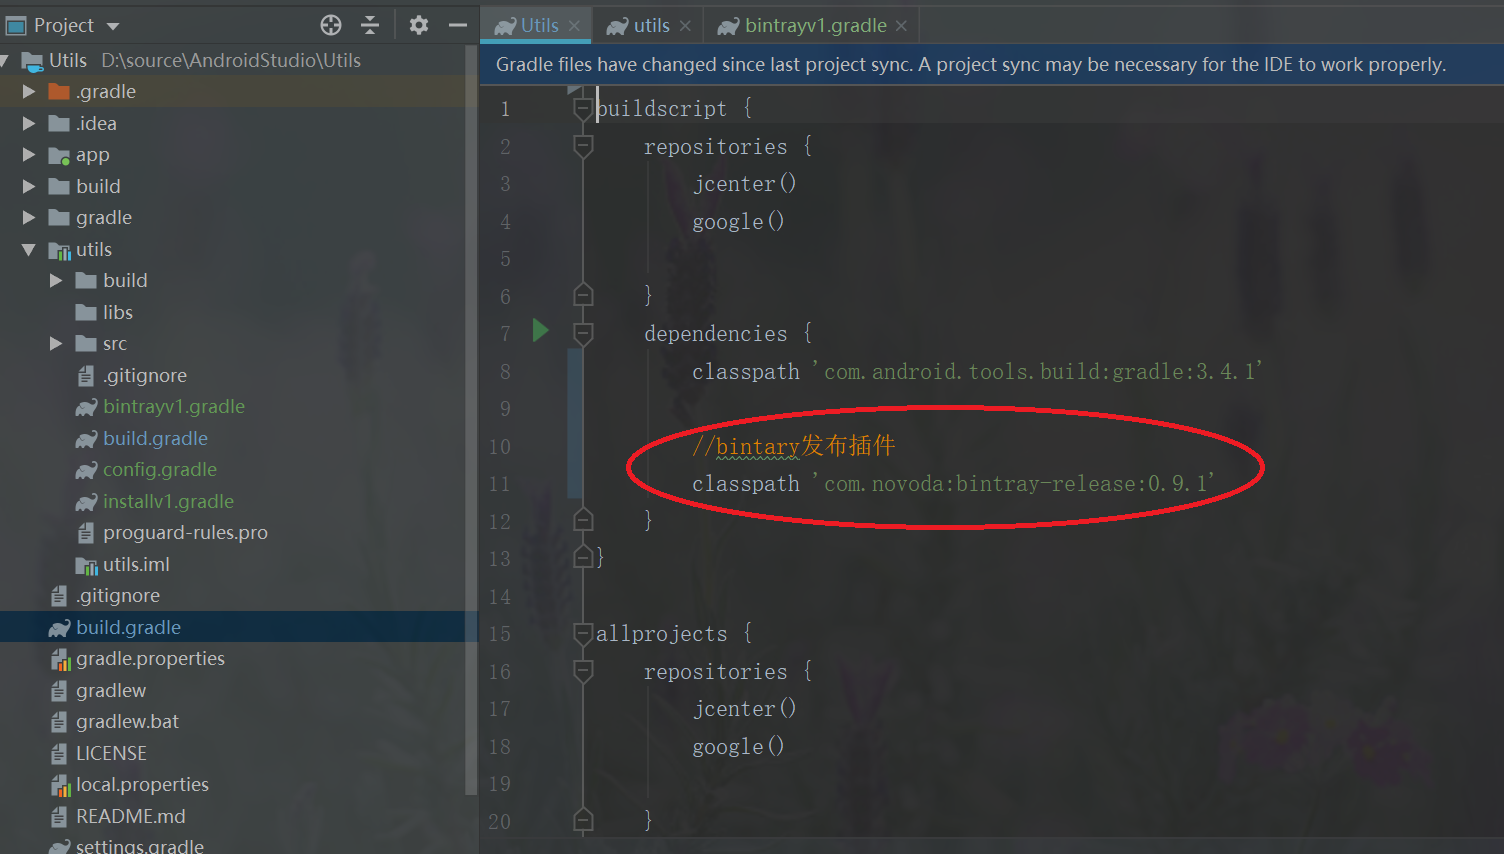 Project
Utils D:\source\AndroidStudio\Utils
.gradle
.idea
app
build
gradle
utils
build
libs
src
.gitignore
bintrayv1.gradle
build.gradle
config.gradle
installv1.gradle
proguard-rules.pro
utils.iml
.gitignore
build.gradle
gradle.properties
gradlew
gradlew.bat
LICENSE
local.properties
README.md
settings.gradle
Utils
utils
bintrayv1.gradle
Gradle files have changed since last project sync. A project sync may be necessary for the IDE to work properly.
1 buildscript {
2 repositories {
3 jcenter()
4 google()
5
6 }
7 dependencies {
8 classpath 'com.android.tools.build:gradle:3.4.1'
9
10 //bintary发布插件
11 classpath 'com.novoda:bintray-release:0.9.1'
12 }
13 }
14
15 allprojects {
16 repositories {
17 jcenter()
18 google()
19
20 }